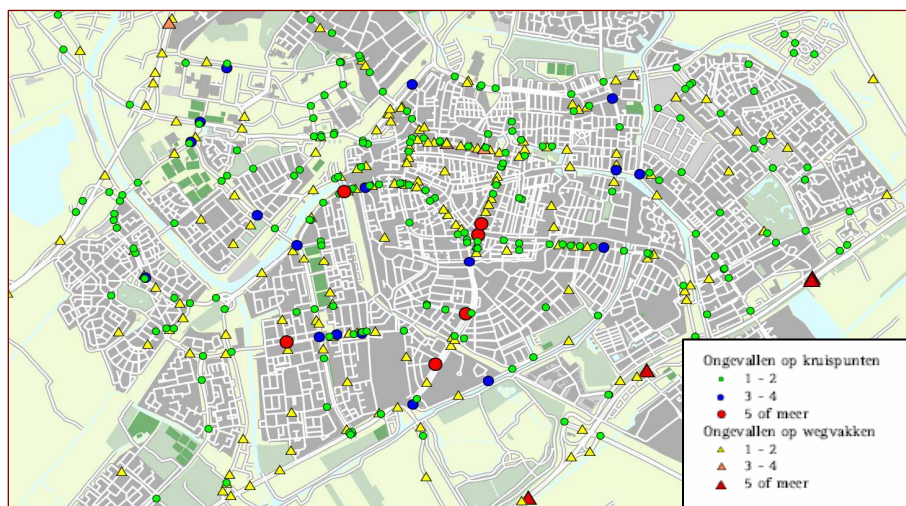 Ongevallen op kruispunten
1 - 2
3 - 4
5 of meer
Ongevallen op wegvakken
1 - 2
3 - 4
5 of meer